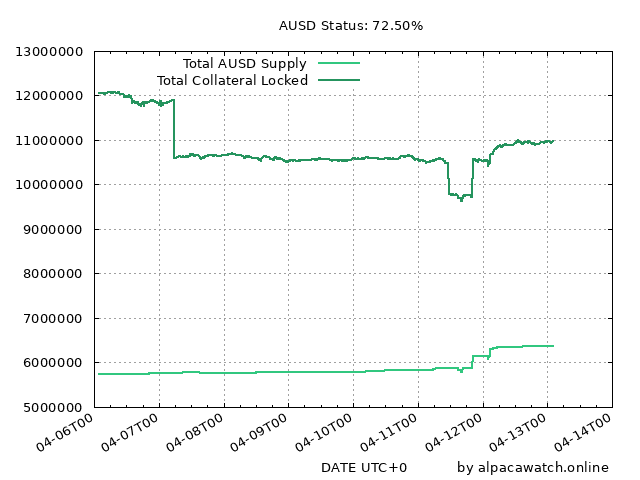 AUSD Status: 72.50%
13000000
12000000
11000000
10000000
9000000
8000000
7000000
6000000
5000000
Total AUSD Supply
Total Collateral Locked
04-06T00
04-07T00
04-08T00
04-09T00
04-10T00
04-11T00
04-12T00
04-13T00
04-14T00
DATE UTC+0
by alpacawatch.online